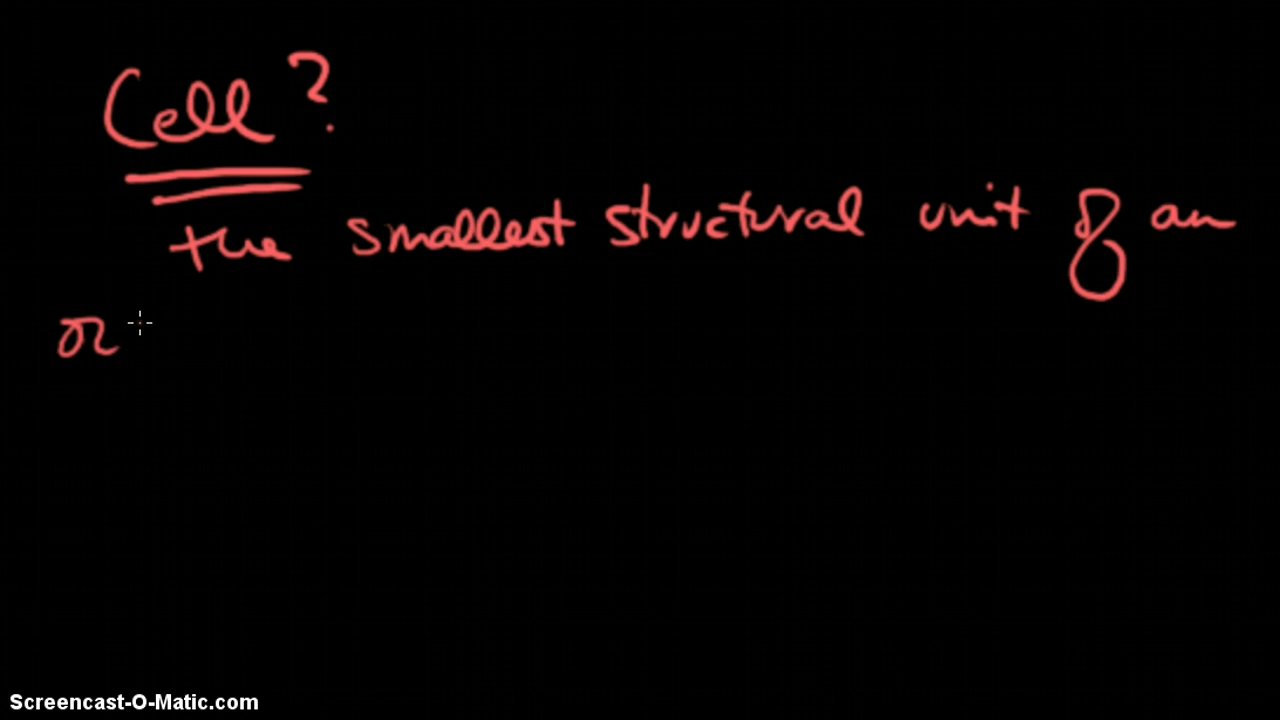 Cell?
the smallest structural unit of an
or
Screencast-O-Matic.com